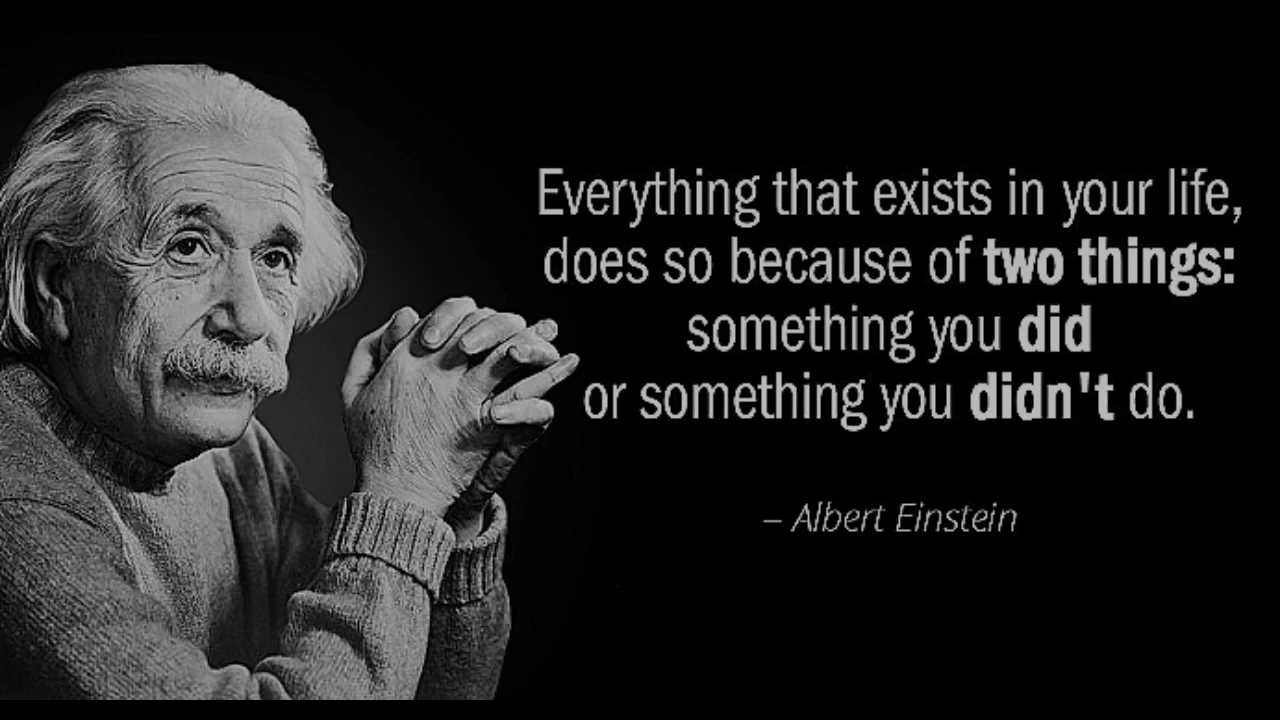 Everything that exists in your life,
does so because of two things:
something you did
or something you didn't do.
– Albert Einstein